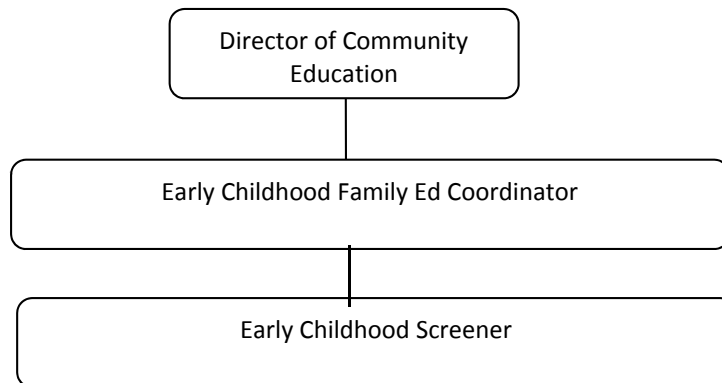 Director of Community
Education
Early Childhood Family Ed Coordinator
Early Childhood Screener